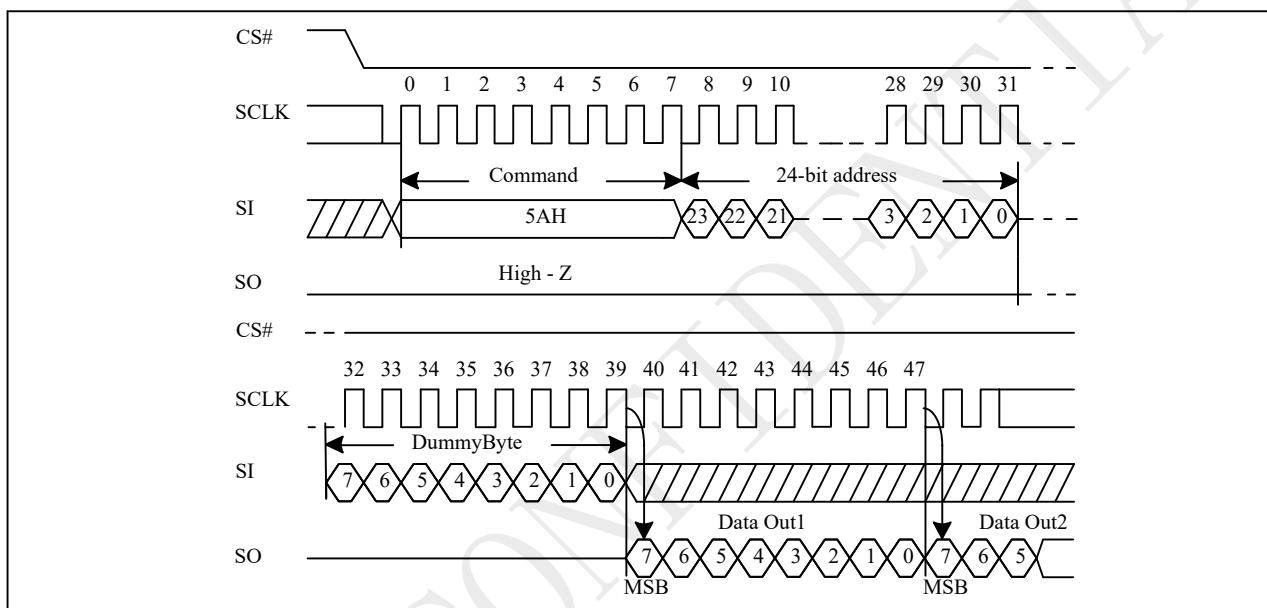 CS#
0 1 2 3 4 5 6 7 8 9 10 28 29 30 31
SCLK
Command 24-bit address
SI 5AH 23 22 21 3 2 1 0
High - Z
SO
CS#
32 33 34 35 36 37 38 39 40 41 42 43 44 45 46 47
SCLK
DummyByte
SI 7 6 5 4 3 2 1 0
Data Out1 Data Out2
SO 7 6 5 4 3 2 1 0 7 6 5
MSB MSB